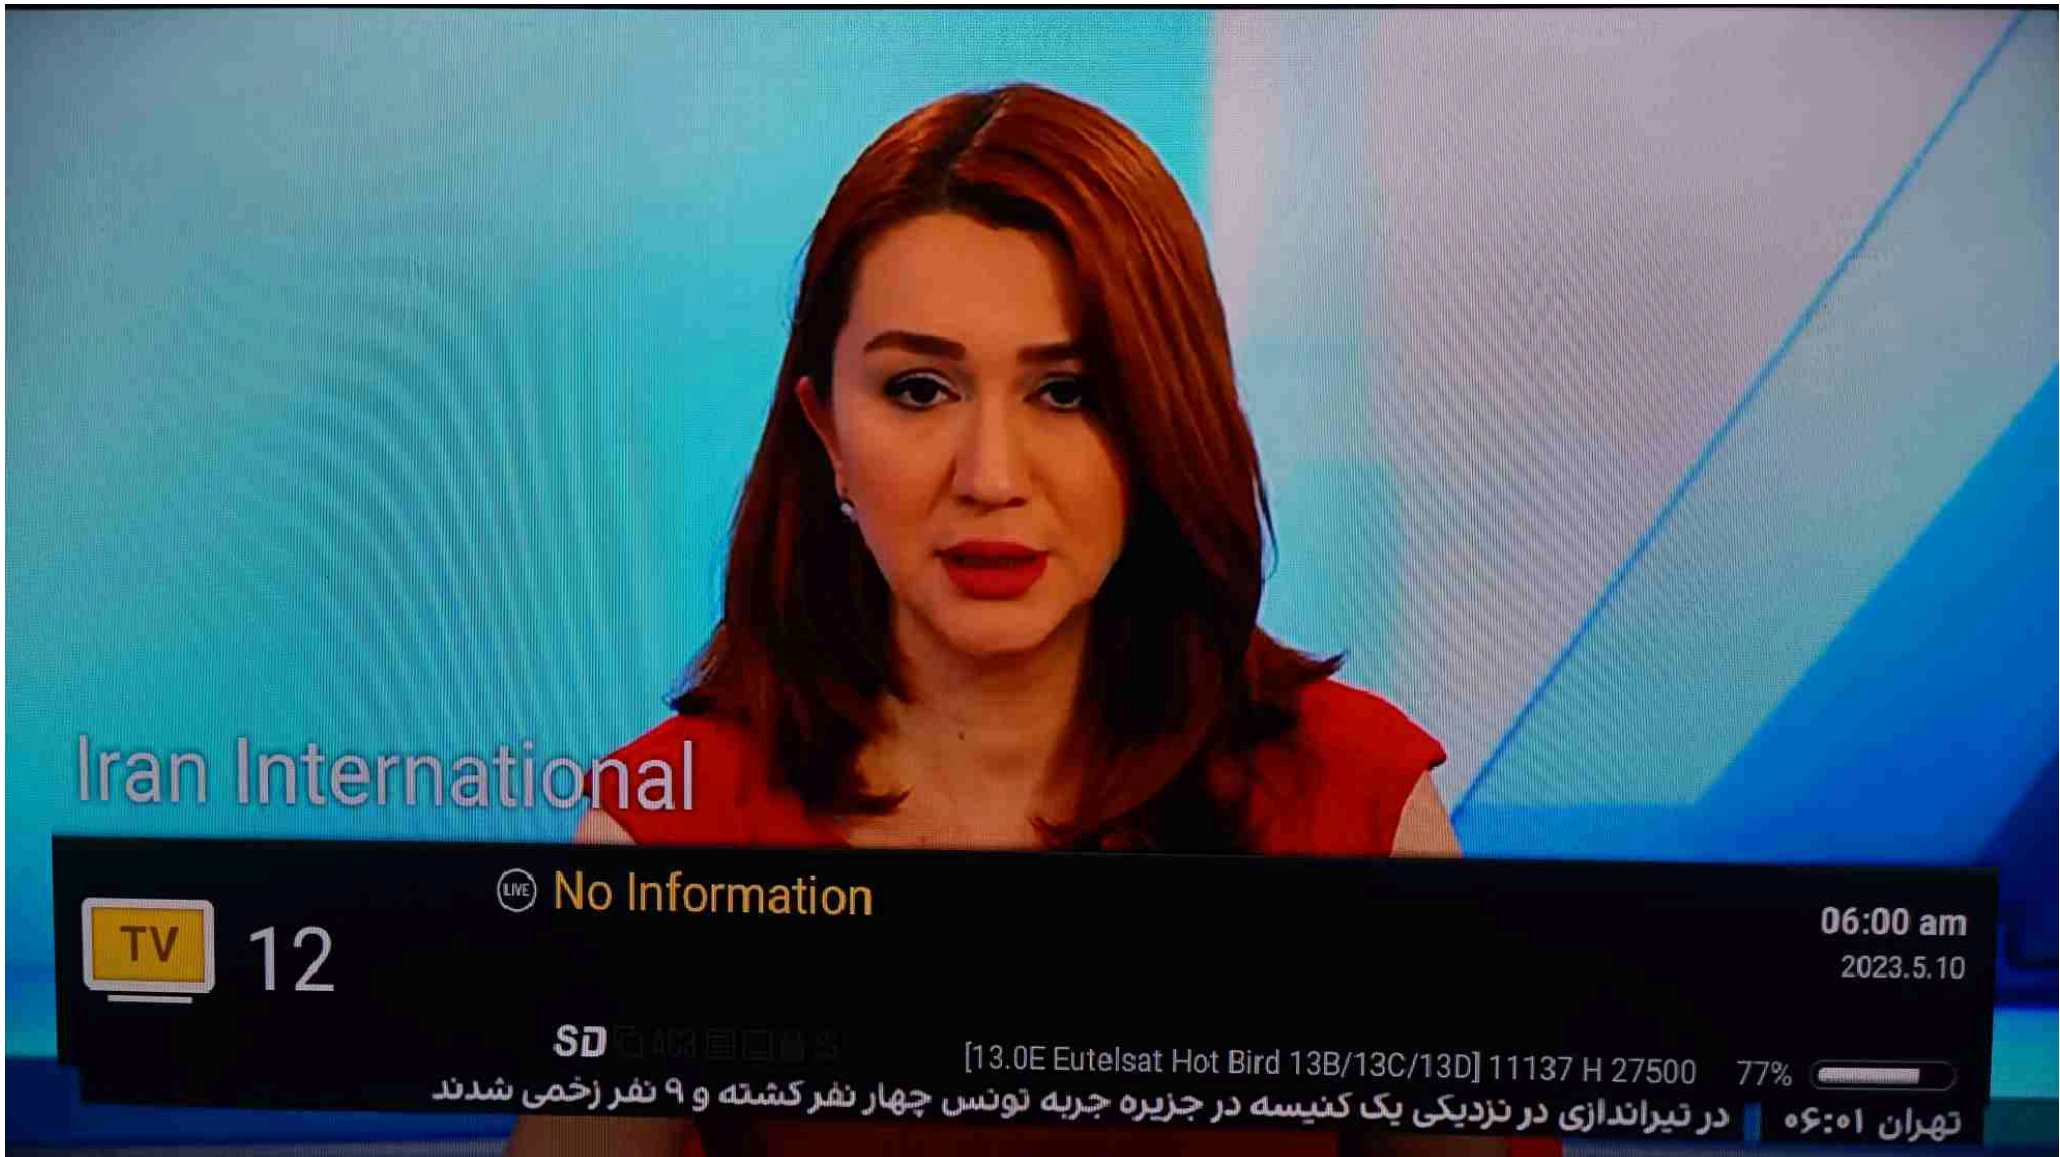 Iran International
LIVE No Information
TV 12
06:00 am
2023.5.10
SD AC3
[13.0E Eutelsat Hot Bird 13B/13C/13D] 11137 H 27500 77%
در تیراندازی در نزدیکی یک کنیسه در جزیره جربه تونس چهار نفر کشته و ۹ نفر زخمی شدند
تهران ۰۶:۰۱